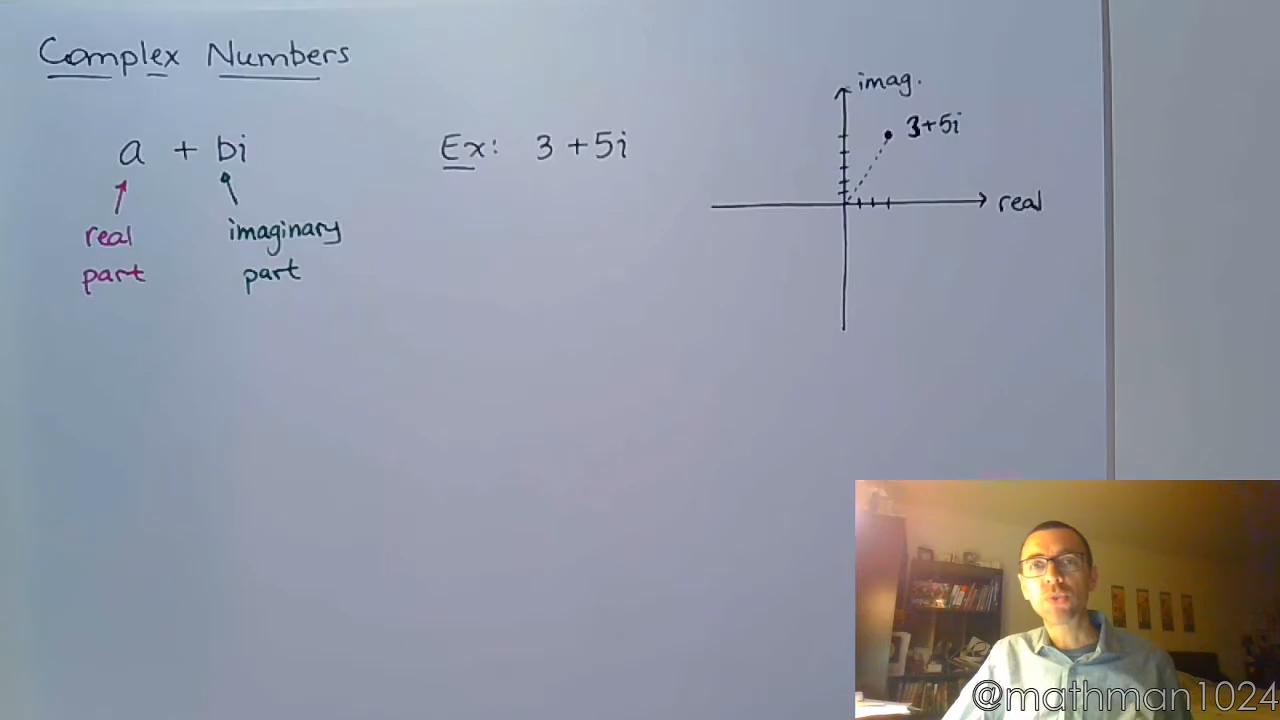 Complex Numbers
a + bi
real part
imaginary part
Ex: 3 + 5i
imag.
3+5i
real
@mathman1024